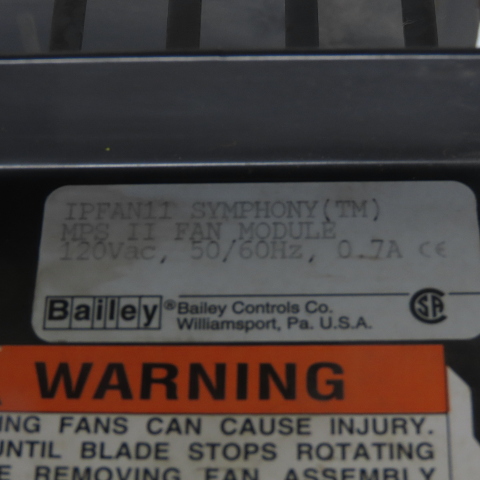 IPFAN11 SYMPHONY(TM)
MPS II FAN MODULE
120Vac, 50/60Hz, 0.7A CE
Bailey® Bailey Controls Co.
Williamsport, Pa. U.S.A.
SA
WARNING
ING FANS CAN CAUSE INJURY.
UNTIL BLADE STOPS ROTATING
E REMOVING FAN ASSEMBLY